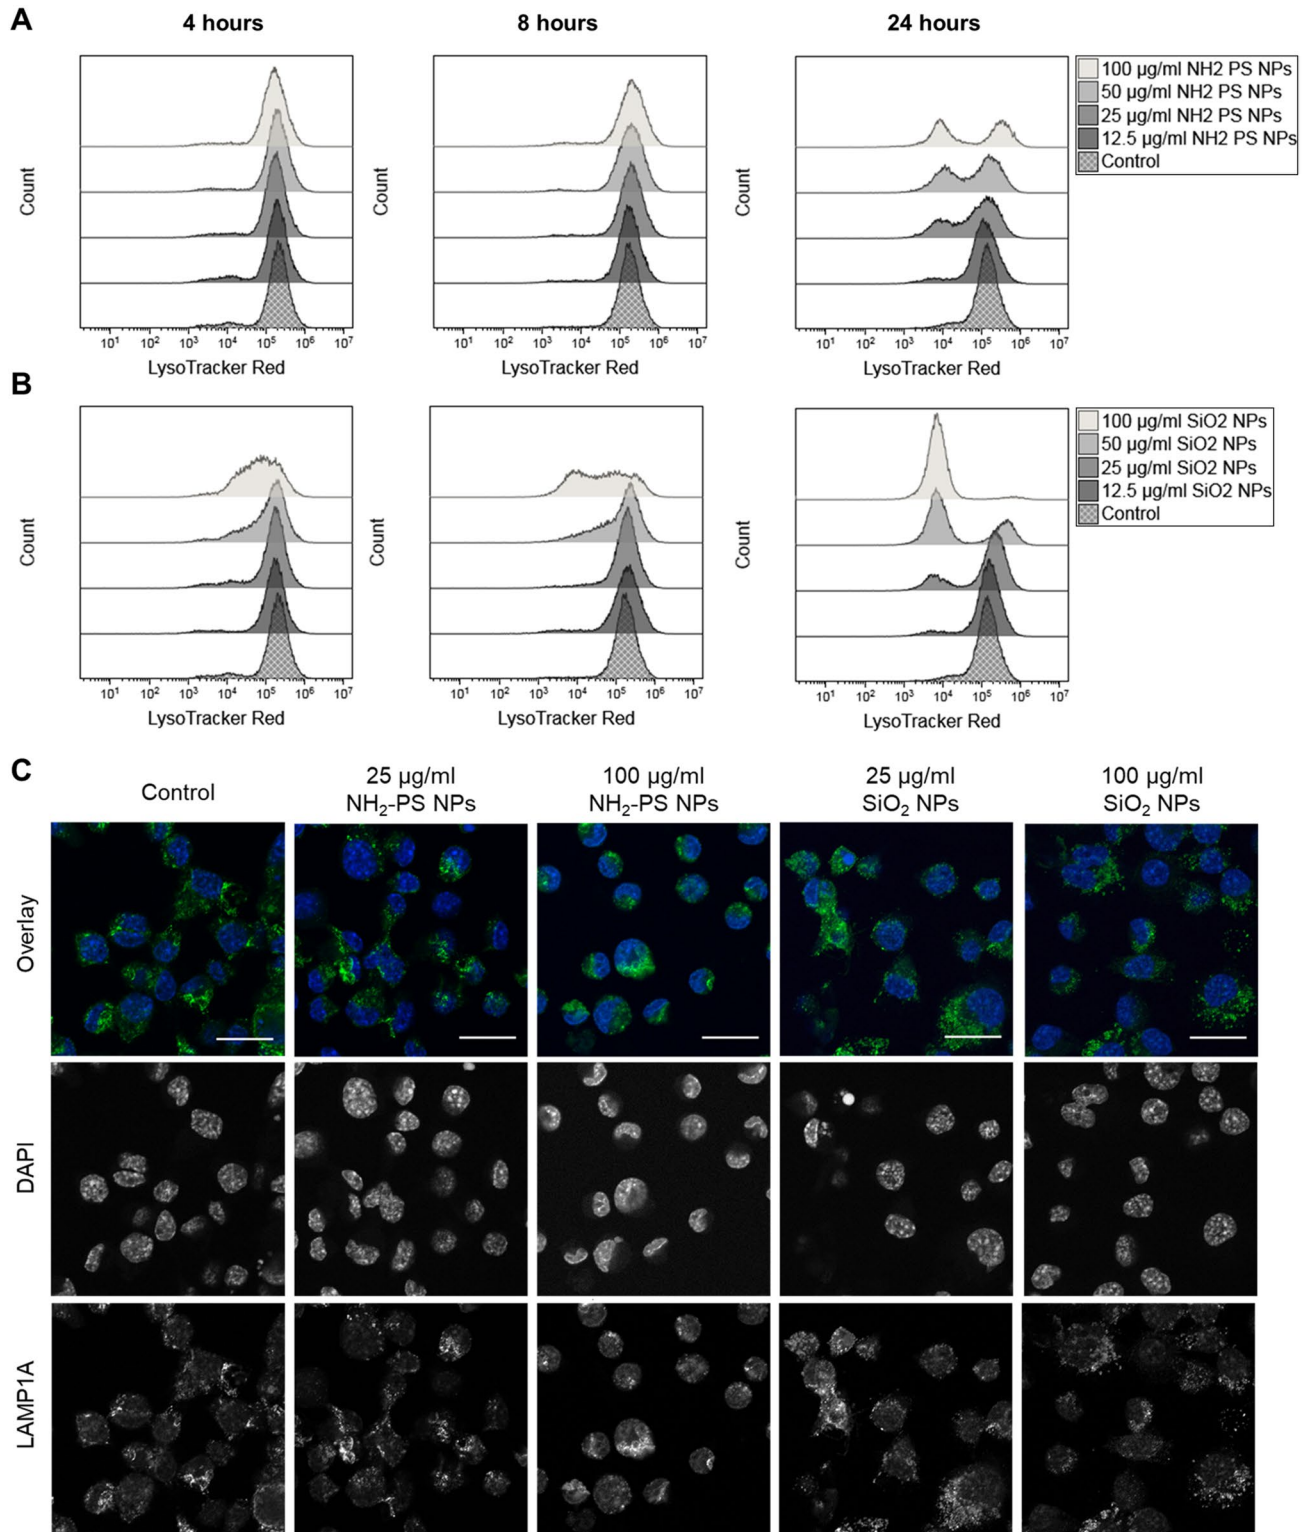 A
4 hours
8 hours
24 hours
Count
10¹ 10² 10³ 10⁴ 10⁵ 10⁶ 10⁷
LysoTracker Red
Count
10¹ 10² 10³ 10⁴ 10⁵ 10⁶ 10⁷
LysoTracker Red
Count
10¹ 10² 10³ 10⁴ 10⁵ 10⁶ 10⁷
LysoTracker Red
100 µg/ml NH2 PS NPs
50 µg/ml NH2 PS NPs
25 µg/ml NH2 PS NPs
12.5 µg/ml NH2 PS NPs
Control
B
Count
10¹ 10² 10³ 10⁴ 10⁵ 10⁶ 10⁷
LysoTracker Red
Count
10¹ 10² 10³ 10⁴ 10⁵ 10⁶ 10⁷
LysoTracker Red
Count
10¹ 10² 10³ 10⁴ 10⁵ 10⁶ 10⁷
LysoTracker Red
100 µg/ml SiO2 NPs
50 µg/ml SiO2 NPs
25 µg/ml SiO2 NPs
12.5 µg/ml SiO2 NPs
Control
C
Control
25 µg/ml
NH₂-PS NPs
100 µg/ml
NH₂-PS NPs
25 µg/ml
SiO₂ NPs
100 µg/ml
SiO₂ NPs
Overlay
DAPI
LAMP1A